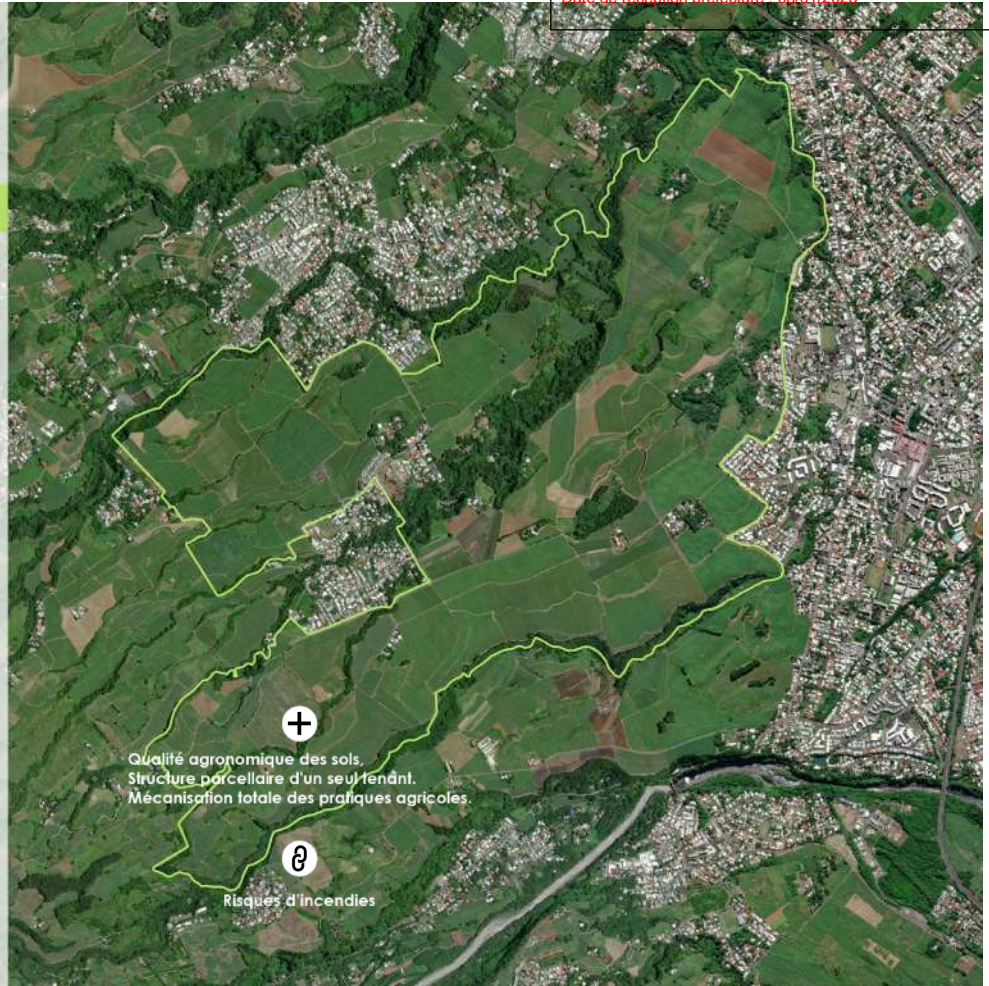 Qualité agronomique des sols,
Structure parcellaire d'un seul tenant.
Mécanisation totale des pratiques agricoles.
Risques d'incendies